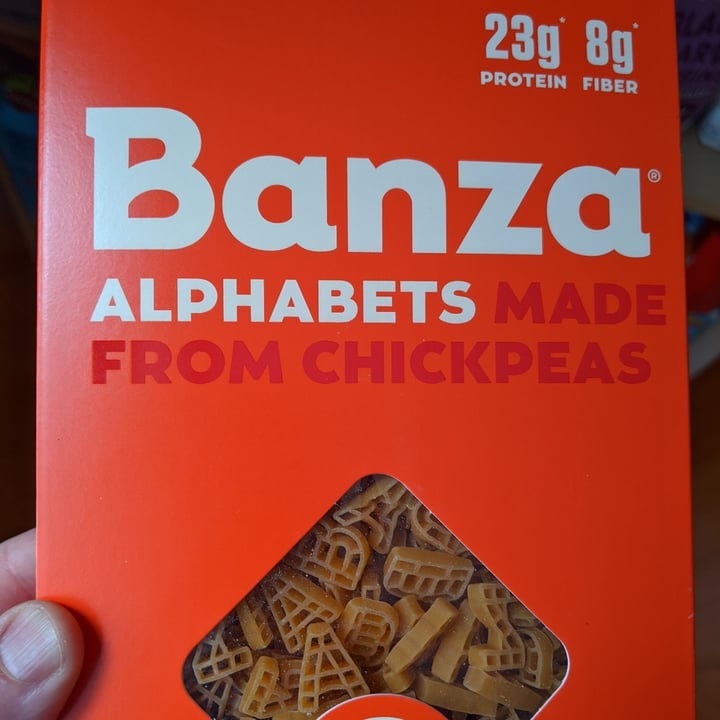 23g* 8g*
PROTEIN FIBER
Banza®
ALPHABETS MADE
FROM CHICKPEAS